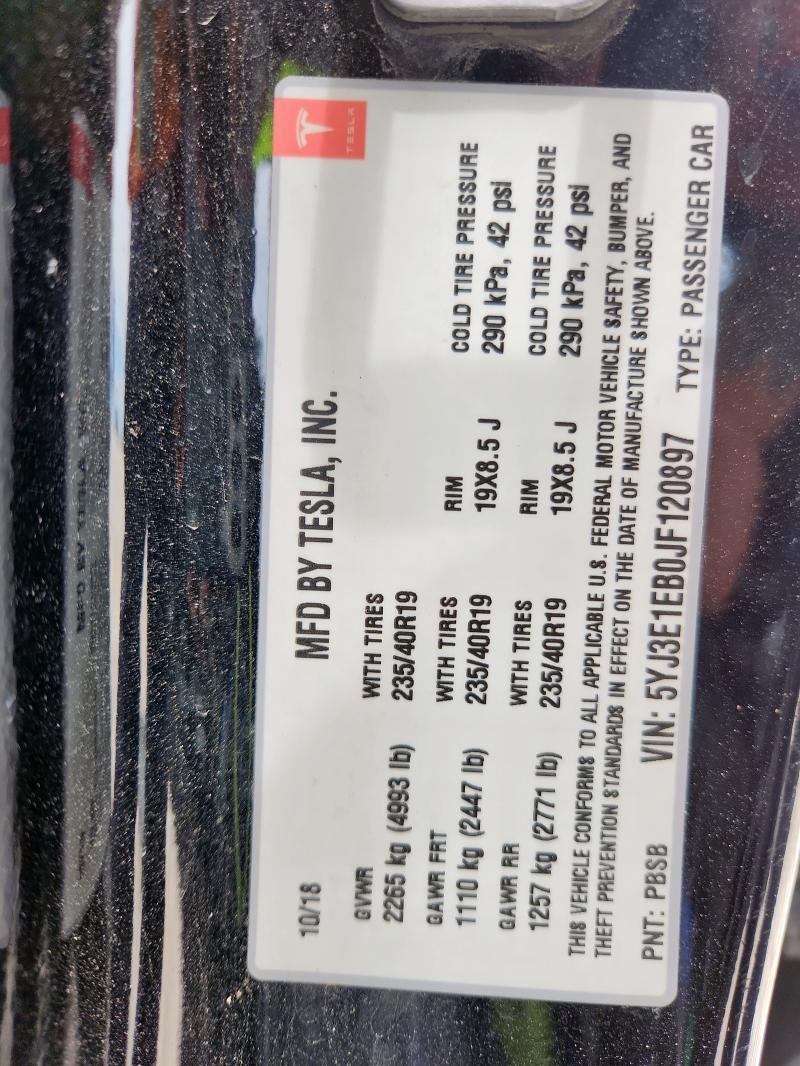 TESLA
10/18 MFD BY TESLA, INC.
GVWR WITH TIRES
2265 kg (4993 lb) 235/40R19
GAWR FRT WITH TIRES RIM COLD TIRE PRESSURE
1110 kg (2447 lb) 235/40R19 19X8.5 J 290 kPa, 42 psi
GAWR RR WITH TIRES RIM COLD TIRE PRESSURE
1257 kg (2771 lb) 235/40R19 19X8.5 J 290 kPa, 42 psi
THIS VEHICLE CONFORMS TO ALL APPLICABLE U.S. FEDERAL MOTOR VEHICLE SAFETY, BUMPER, AND
THEFT PREVENTION STANDARDS IN EFFECT ON THE DATE OF MANUFACTURE SHOWN ABOVE.
PNT: PBSB VIN: 5YJ3E1EB0JF120897 TYPE: PASSENGER CAR